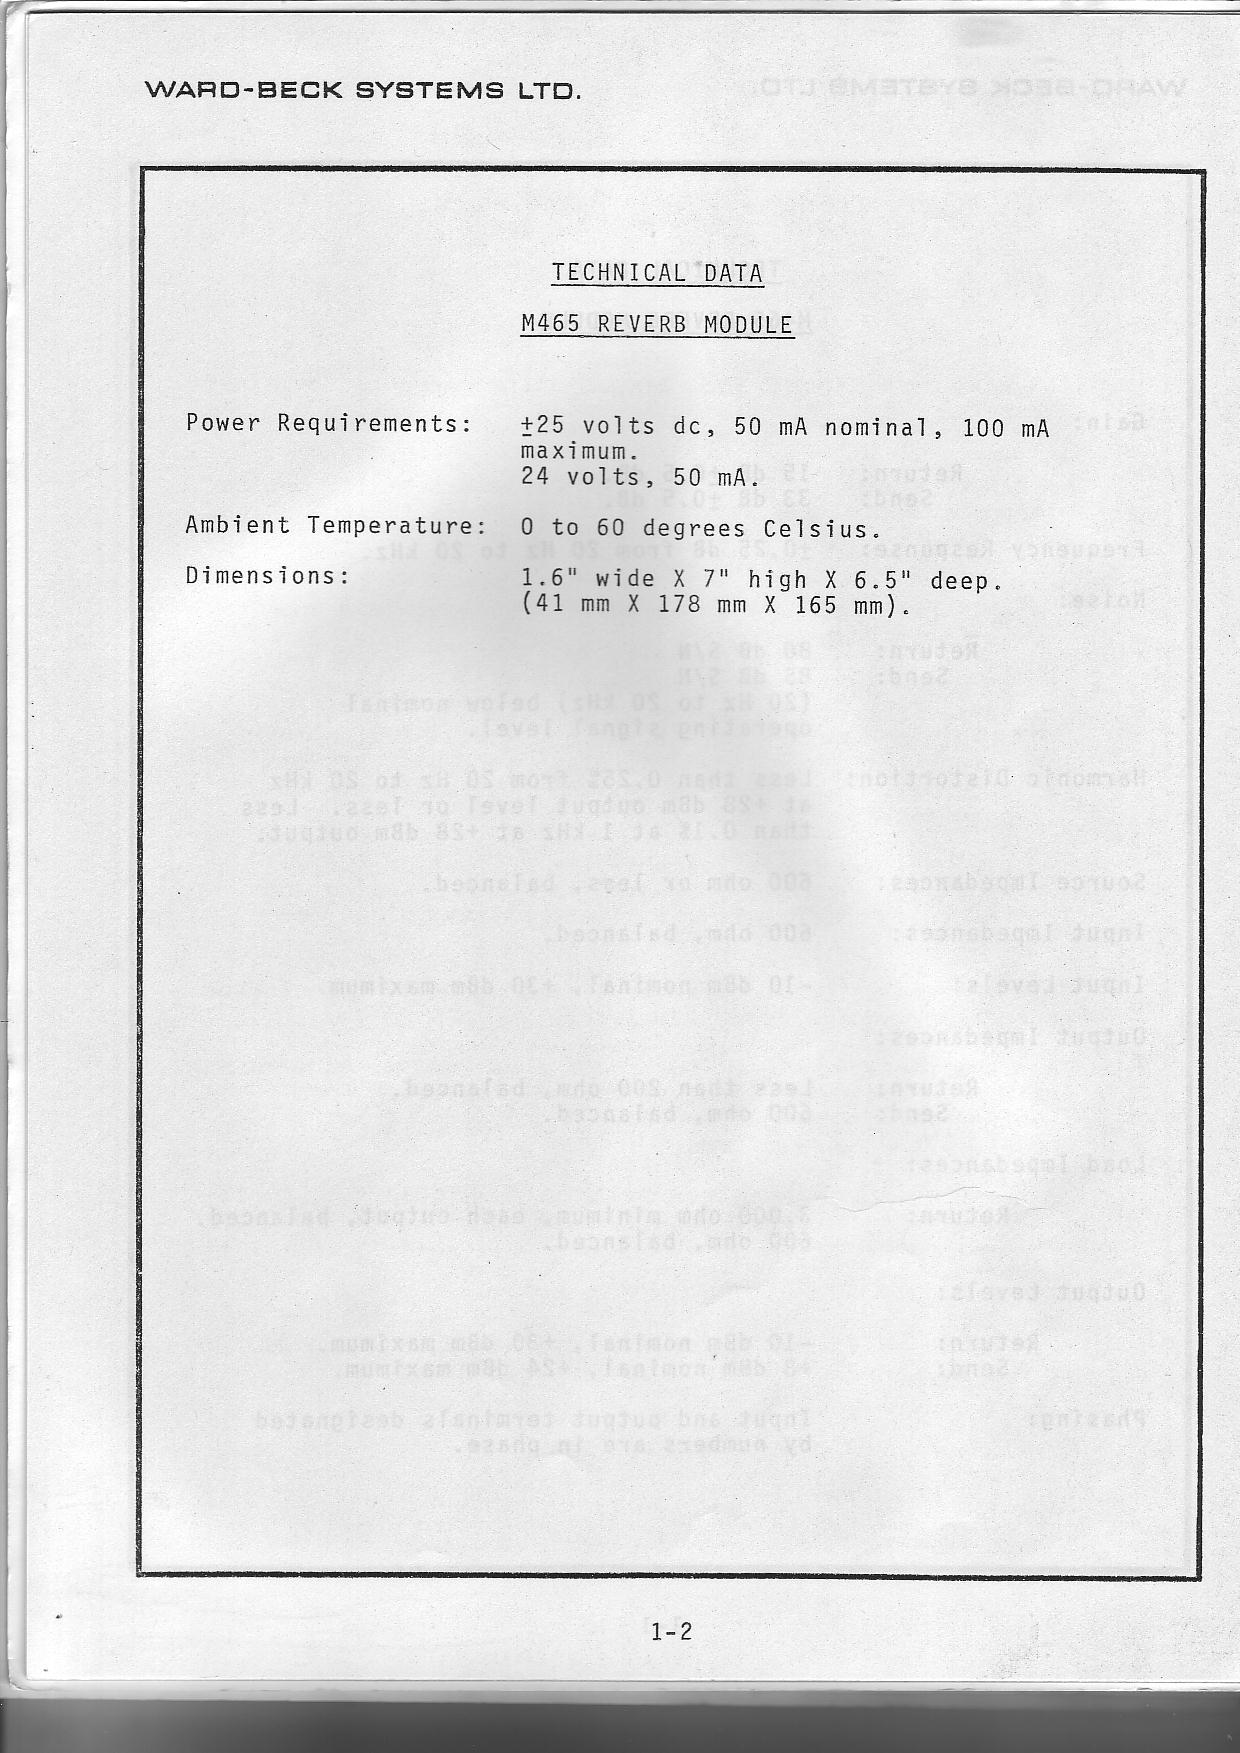 WARD-BECK SYSTEMS LTD.
TECHNICAL DATA
M465 REVERB MODULE
Power Requirements: ±25 volts dc, 50 mA nominal, 100 mA
maximum.
24 volts, 50 mA.
Ambient Temperature: 0 to 60 degrees Celsius.
Dimensions: 1.6" wide X 7" high X 6.5" deep.
(41 mm X 178 mm X 165 mm).
1-2